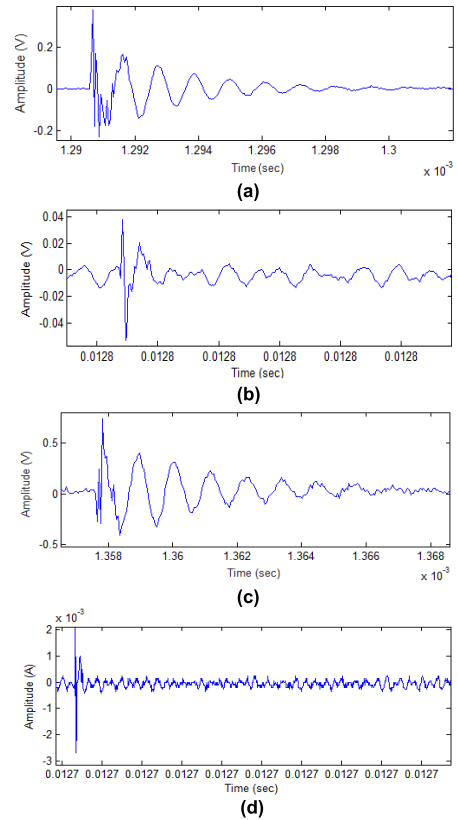 0.2
0
-0.2
Amplitude (V)
1.29 1.292 1.294 1.296 1.298 1.3
Time (sec)
x 10⁻³
(a)
0.04
0.02
0
-0.02
-0.04
Amplitude (V)
0.0128 0.0128 0.0128 0.0128 0.0128 0.0128
Time (sec)
(b)
0.5
0
-0.5
Amplitude (V)
1.358 1.36 1.362 1.364 1.366 1.368
Time (sec)
x 10⁻³
(c)
x 10⁻³
2
1
0
-1
-2
-3
Amplitude (A)
0.0127 0.0127 0.0127 0.0127 0.0127 0.0127 0.0127 0.0127 0.0127 0.0127
Time (sec)
(d)